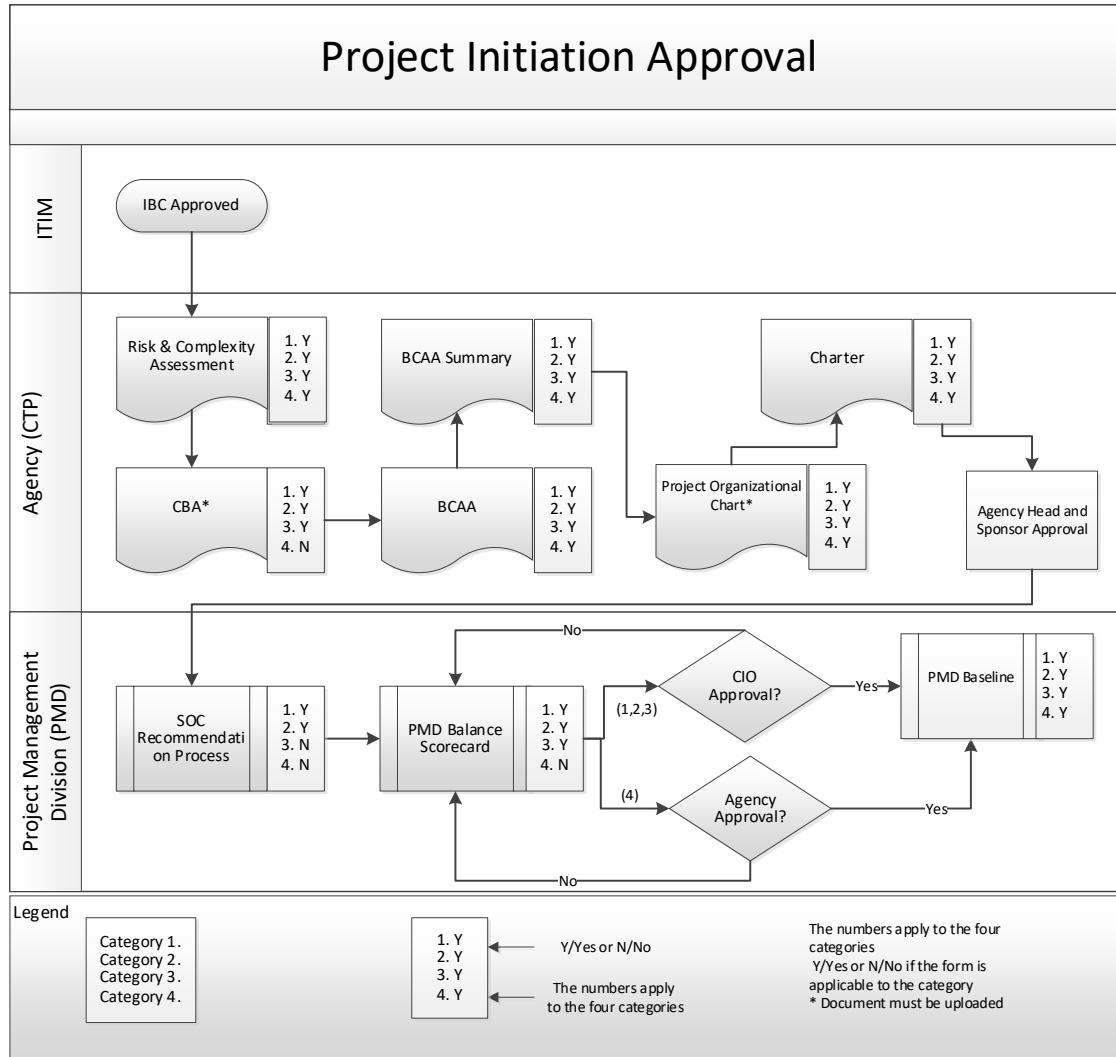 Project Initiation Approval
ITIM
IBC Approved
Agency (CTP)
Risk & Complexity
Assessment
1. Y
2. Y
3. Y
4. Y
BCAA Summary
1. Y
2. Y
3. Y
4. Y
Charter
1. Y
2. Y
3. Y
4. Y
CBA*
1. Y
2. Y
3. Y
4. N
BCAA
1. Y
2. Y
3. Y
4. Y
Project Organizational
Chart*
1. Y
2. Y
3. Y
4. Y
Agency Head and
Sponsor Approval
Project Management
Division (PMD)
SOC
Recommendati
on Process
1. Y
2. Y
3. N
4. N
PMD Balance
Scorecard
1. Y
2. Y
3. Y
4. N
No
(1,2,3)
CIO
Approval?
Yes
PMD Baseline
1. Y
2. Y
3. Y
4. Y
(4)
Agency
Approval?
Yes
No
Legend
Category 1.
Category 2.
Category 3.
Category 4.
1. Y
2. Y
3. Y
4. Y
Y/Yes or N/No
The numbers apply
to the four categories
The numbers apply to the four
categories
Y/Yes or N/No if the form is
applicable to the category
* Document must be uploaded